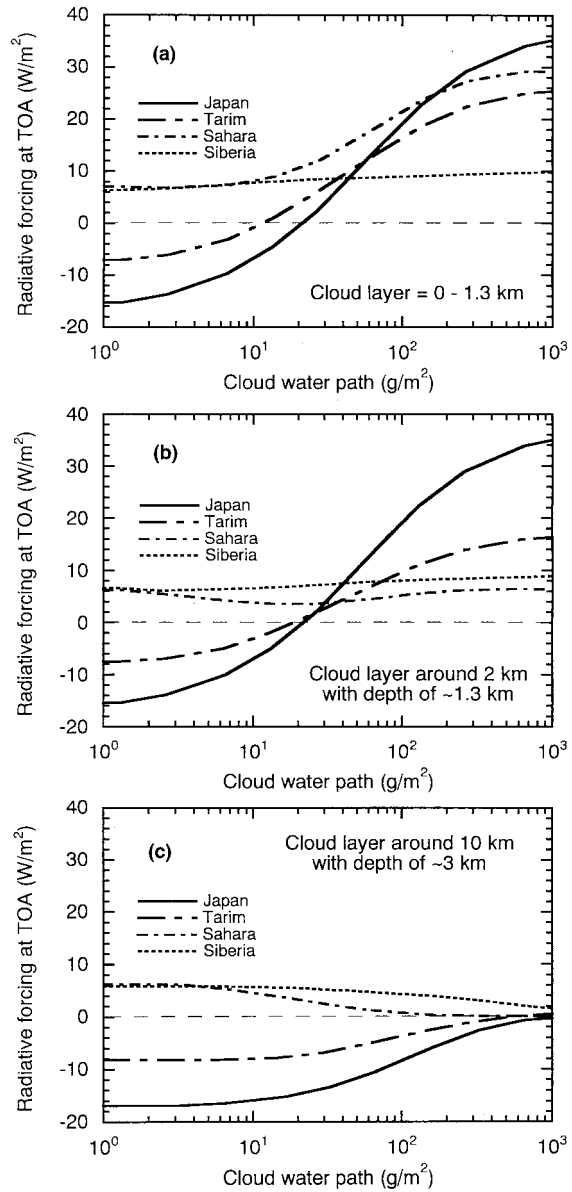 Radiative forcing at TOA (W/m²)
40
30
20
10
0
-10
-20
(a)
Japan
Tarim
Sahara
Siberia
Cloud layer = 0 - 1.3 km
10⁰ 10¹ 10² 10³
Cloud water path (g/m²)
Radiative forcing at TOA (W/m²)
40
30
20
10
0
-10
-20
(b)
Japan
Tarim
Sahara
Siberia
Cloud layer around 2 km
with depth of ~1.3 km
10⁰ 10¹ 10² 10³
Cloud water path (g/m²)
Radiative forcing at TOA (W/m²)
40
30
20
10
0
-10
-20
(c)
Cloud layer around 10 km
with depth of ~3 km
Japan
Tarim
Sahara
Siberia
10⁰ 10¹ 10² 10³
Cloud water path (g/m²)